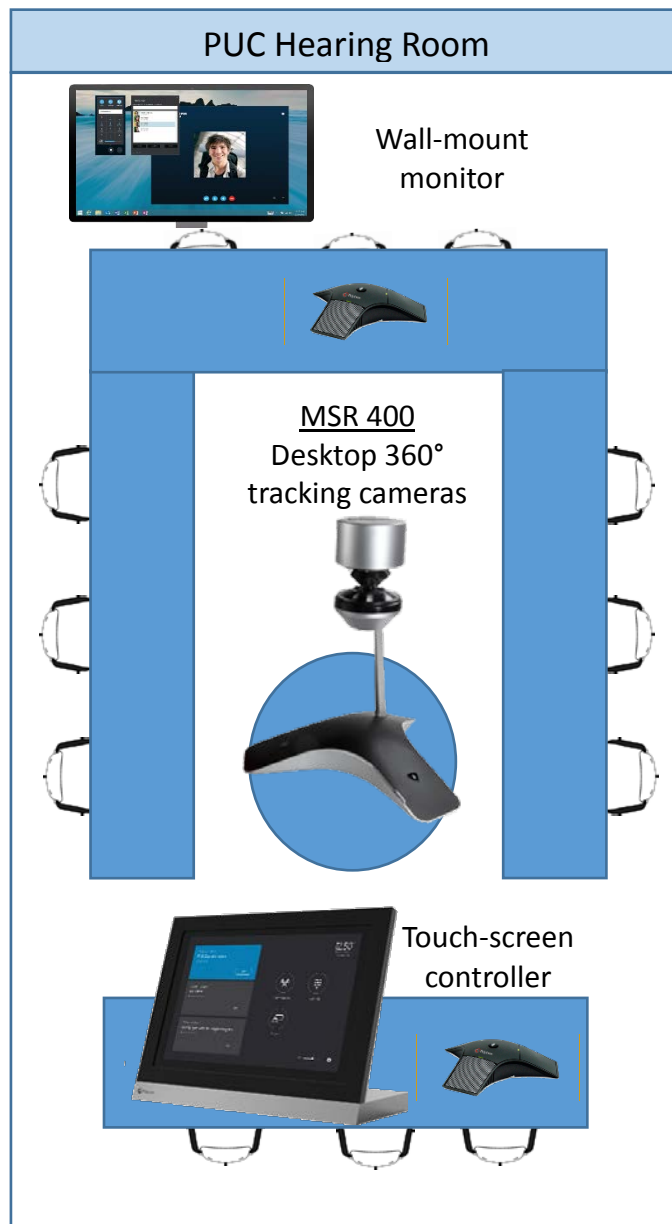 PUC Hearing Room
Wall-mount
monitor
MSR 400
Desktop 360°
tracking cameras
Touch-screen
controller